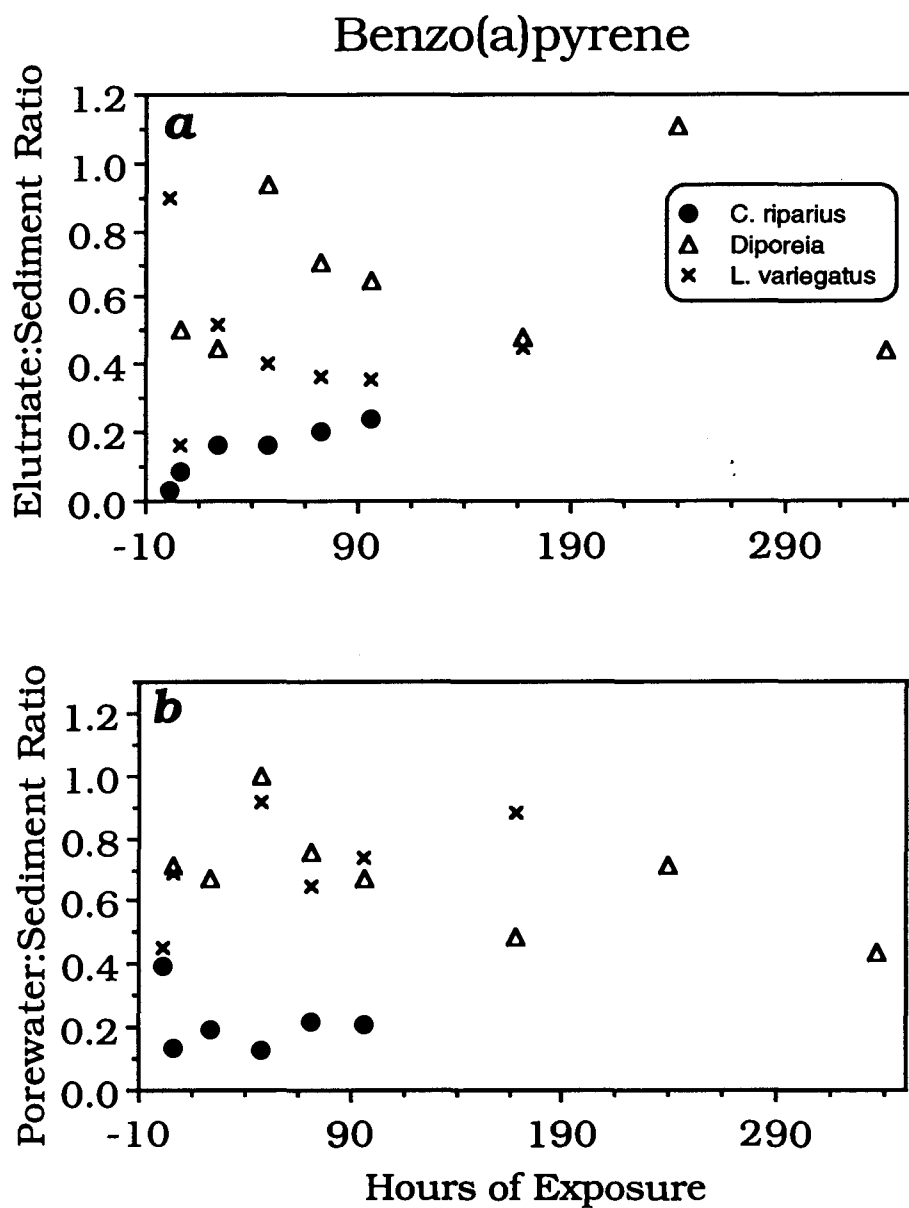 Benzo(a)pyrene
Elutriate:Sediment Ratio
1.2
1.0
0.8
0.6
0.4
0.2
0.0
a
C. riparius
Diporeia
L. variegatus
-10
90
190
290
Porewater:Sediment Ratio
1.2
1.0
0.8
0.6
0.4
0.2
0.0
b
-10
90
190
290
Hours of Exposure